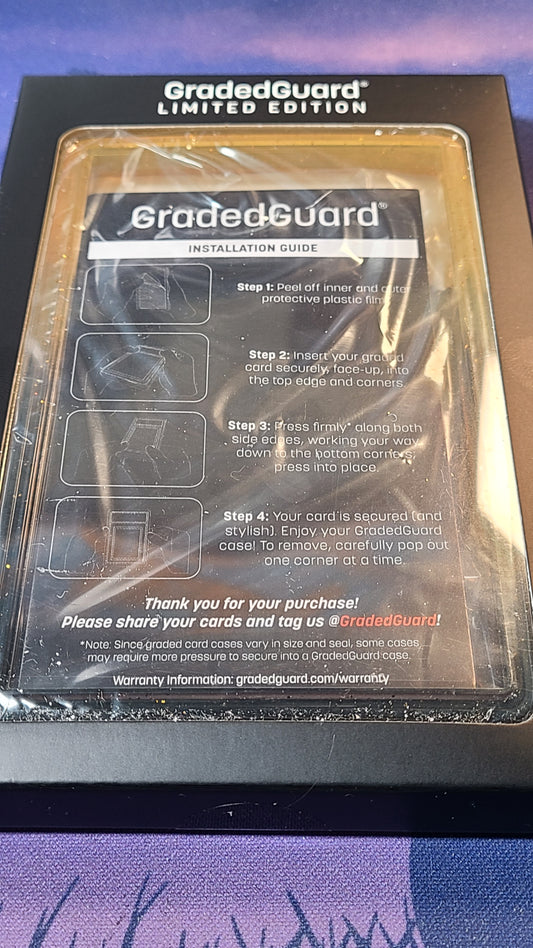 GradedGuard®
LIMITED EDITION
GradedGuard®
INSTALLATION GUIDE
Step 1: Peel off inner and outer
protective plastic film.
Step 2: Insert your graded
card securely, face-up, into
the top edge and corners.
Step 3: Press firmly* along both
side edges, working your way
down to the bottom corners;
press into place.
Step 4: Your card is secured (and
stylish). Enjoy your GradedGuard
case! To remove, carefully pop out
one corner at a time.
Thank you for your purchase!
Please share your cards and tag us @GradedGuard!
*Note: Since graded card cases vary in size and seal, some cases
may require more pressure to secure into a GradedGuard case.
Warranty Information: gradedguard.com/warranty